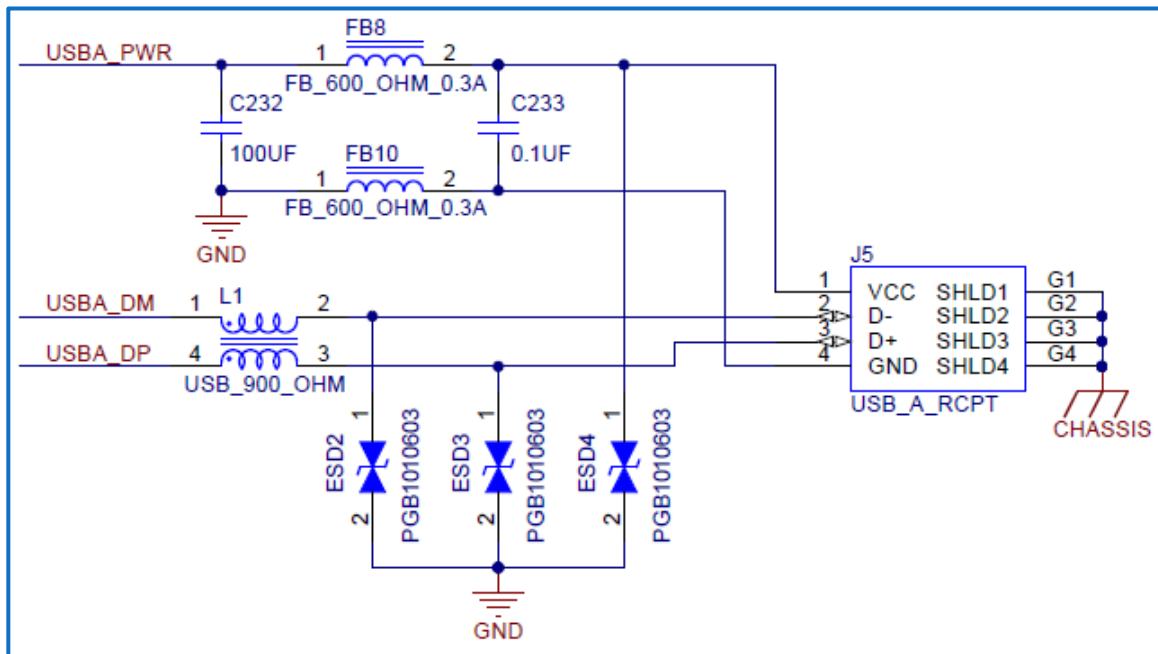 FB8
USBA_PWR
1
2
FB_600_OHM_0.3A
C232
C233
100UF
0.1UF
FB10
1
2
FB_600_OHM_0.3A
GND
J5
USBA_DM
1
L1
2
USBA_DP
4
3
USB_900_OHM
1 VCC SHLD1 G1
2 D- SHLD2 G2
3 D+ SHLD3 G3
4 GND SHLD4 G4
USB_A_RCPT
CHASSIS
1
ESD2
PGB1010603
2
1
ESD3
PGB1010603
2
1
ESD4
PGB1010603
2
GND